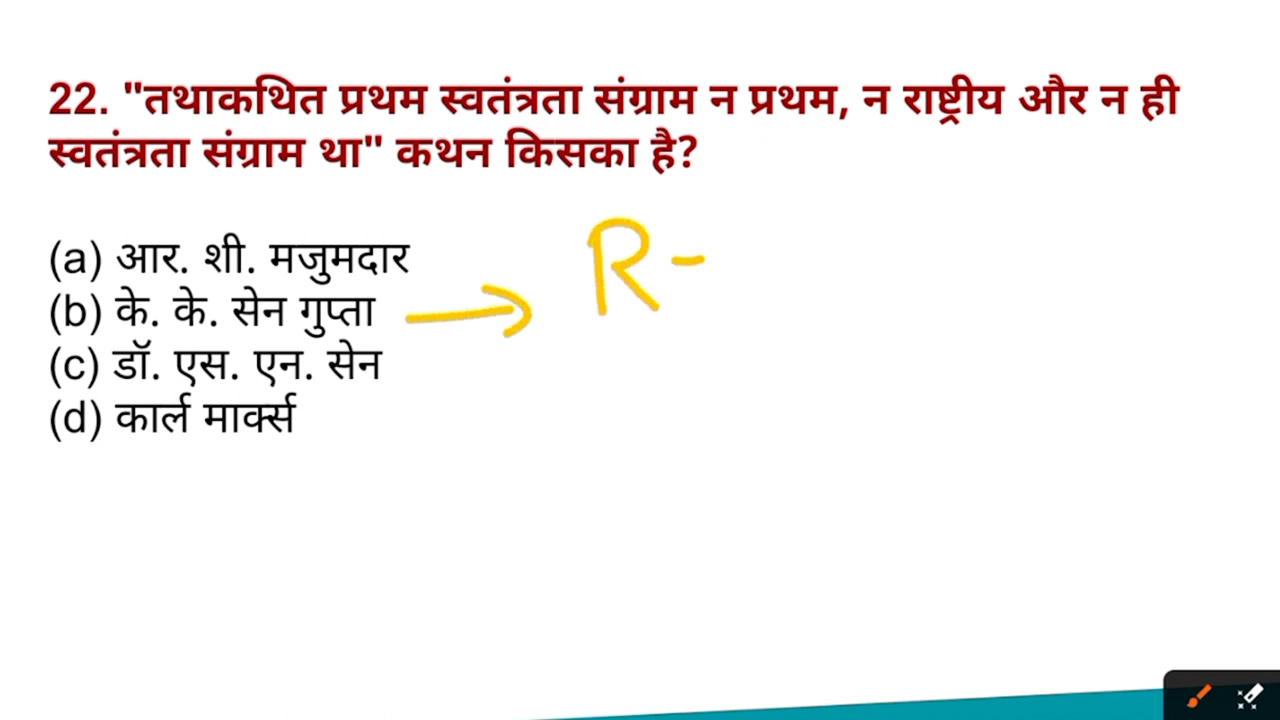 22. "तथाकथित प्रथम स्वतंत्रता संग्राम न प्रथम, न राष्ट्रीय और न ही
स्वतंत्रता संग्राम था" कथन किसका है?
(a) आर. शी. मजुमदार
(b) के. के. सेन गुप्ता → R-
(c) डॉ. एस. एन. सेन
(d) कार्ल मार्क्स